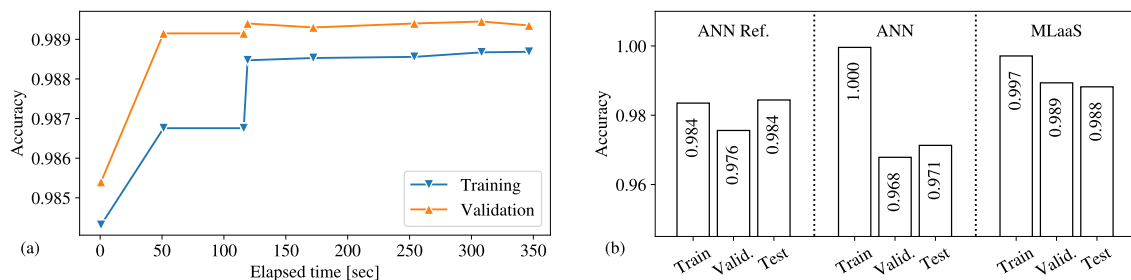 0.989
0.988
0.987
0.986
0.985
Accuracy
0 50 100 150 200 250 300 350
Elapsed time [sec]
Training
Validation
(a)
ANN Ref. ANN MLaaS
1.00
0.98
0.96
Accuracy
0.984 0.976 0.984 1.000 0.968 0.971 0.997 0.989 0.988
Train Valid. Test Train Valid. Test Train Valid. Test
(b)